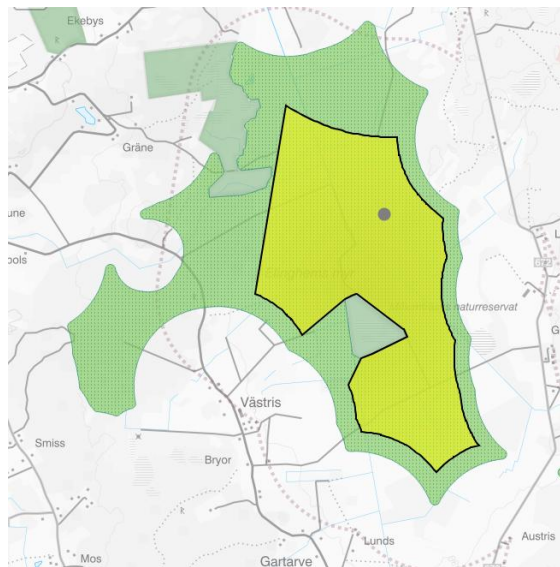 Ekebys
Gräne
une
ools
naturreservat
Västris
Smiss
Bryor
Mos
Lunds
Gartarve
Austris